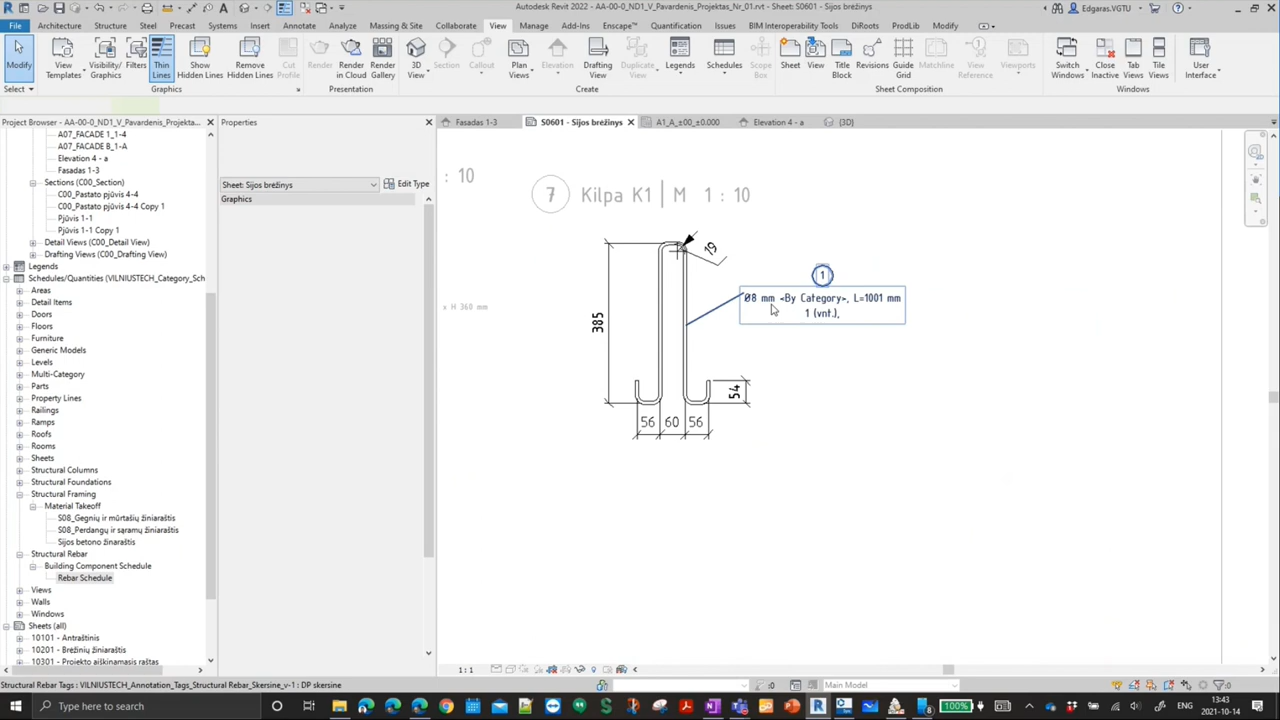 Autodesk Revit 2022 - AA-00-0_ND1_V_Pavardenis_Projektas_Nr_01.rvt - Sheet: S0601 - Sijos brėžinys
Edgaras.VGTU
File
Architecture
Structure
Steel
Precast
Systems
Insert
Annotate
Analyze
Massing & Site
Collaborate
View
Manage
Add-Ins
Enscape™
Quantification
Issues
BIM Interoperability Tools
DiRoots
ProdLib
Modify
Modify
View Templates
Visibility/ Graphics
Filters
Thin Lines
Show Hidden Lines
Remove Hidden Lines
Cut Profile
Render
Render in Cloud
Render Gallery
3D View
Section
Callout
Plan Views
Elevation
Drafting View
Duplicate View
Legends
Schedules
Scope Box
Sheet
View
Title Block
Revisions
Guide Grid
Matchline
View Reference
Viewports
Switch Windows
Close Inactive
Tab Views
Tile Views
User Interface
Select
Graphics
Presentation
Create
Sheet Composition
Windows
Project Browser - AA-00-0_ND1_V_Pavardenis_Projekta...
Properties
Fasadas 1-3
S0601 - Sijos brėžinys
A1_A_±00_±0.000
Elevation 4 - a
{3D}
A07_FACADE 1_1-4
A07_FACADE B_1-A
Elevation 4 - a
Fasadas 1-3
Sections (C00_Section)
C00_Pastato pjūvis 4-4
C00_Pastato pjūvis 4-4 Copy 1
Pjūvis 1-1
Pjūvis 1-1 Copy 1
Detail Views (C00_Detail View)
Drafting Views (C00_Drafting View)
Legends
Schedules/Quantities (VILNIUSTECH_Category_Sch
Areas
Detail Items
Doors
Floors
Furniture
Generic Models
Levels
Multi-Category
Parts
Property Lines
Railings
Ramps
Roofs
Rooms
Sheets
Structural Columns
Structural Foundations
Structural Framing
Material Takeoff
S08_Gegnių ir mūrtašių žiniaraštis
S08_Perdangų ir sąramų žiniaraštis
Sijos betono žinaraštis
Structural Rebar
Building Component Schedule
Rebar Schedule
Views
Walls
Windows
Sheets (all)
10101 - Antraštinis
10201 - Brėžinių žiniaraštis
10301 - Projekto aiškinamasis raštas
Sheet: Sijos brėžinys
Edit Type
Graphics
: 10
7 Kilpa K1 M 1 : 10
19
1
Ø8 mm <By Category>, L=1001 mm
1 (vnt.),
x H 360 mm
385
54
56 60 56
1 : 1
Structural Rebar Tags : VILNIUSTECH_Annotation_Tags_Structural Rebar_Skersine_v-1 : DP skersine
:0
Main Model
:0
Type here to search
100%
ENG
13:43
2021-10-14